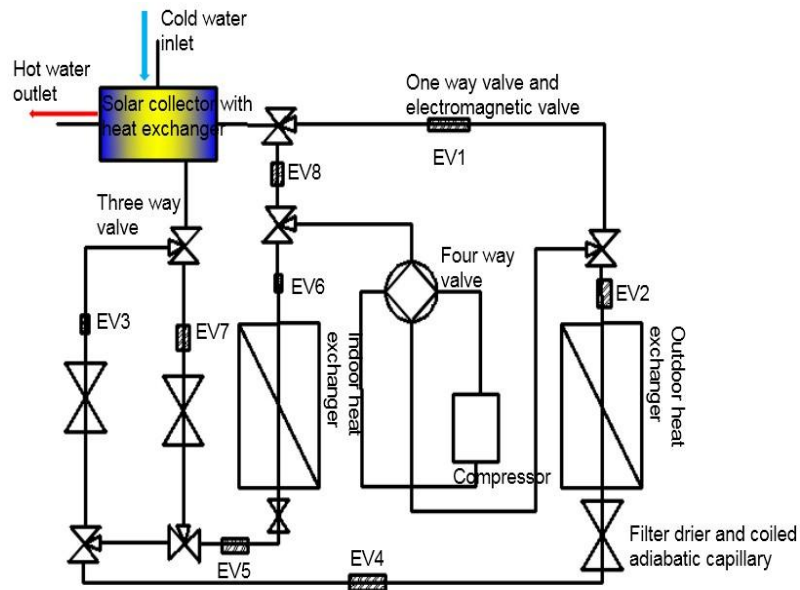 Cold water
inlet
Hot water
outlet
Solar collector with
heat exchanger
One way valve and
electromagnetic valve
EV1
EV8
Three way
valve
Four way
valve
EV6
EV2
EV3
EV7
Indoor heat
exchanger
Outdoor heat
exchanger
Compressor
Filter drier and coiled
adiabatic capillary
EV5
EV4